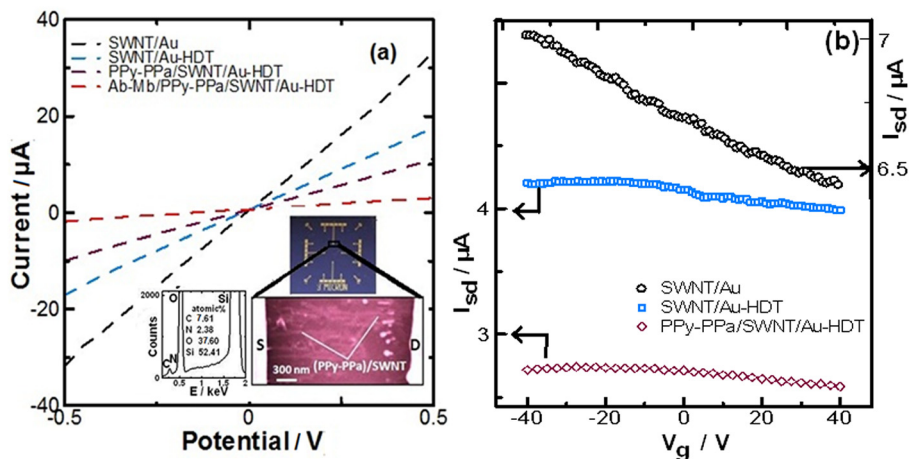 40
20
0
-20
-40
Current / µA
SWNT/Au
SWNT/Au-HDT
PPy-PPa/SWNT/Au-HDT
Ab-Mb/PPy-PPa/SWNT/Au-HDT
(a)
2000
0
Counts
O
Si
atomic%
C 7.61
N 2.38
O 37.60
Si 52.41
C
N
0
0.5
1
1.5
2
E / keV
3 MICRON
S
D
(PPy-PPa)/SWNT
300 nm
-0.5
0
0.5
Potential / V
(b)
4
3
Isd / µA
7
6.5
Isd / µA
SWNT/Au
SWNT/Au-HDT
PPy-PPa/SWNT/Au-HDT
-40
-20
0
20
40
Vg / V